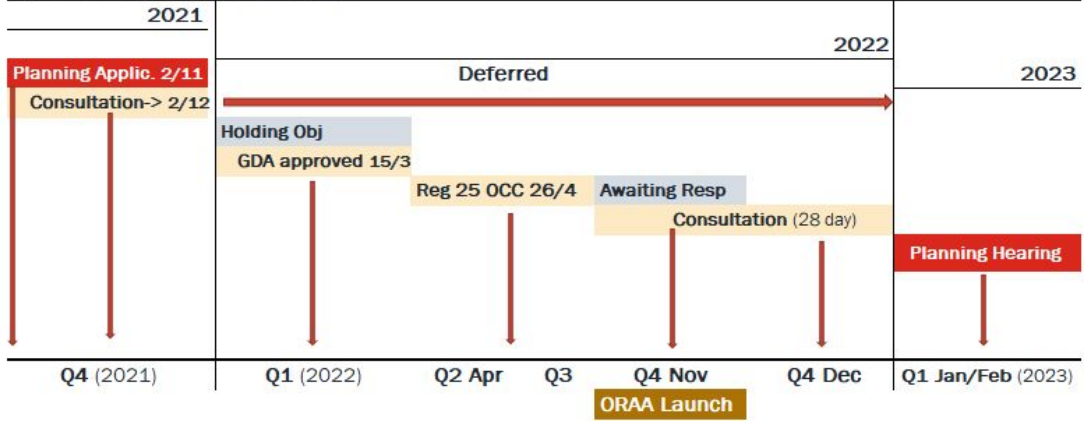 2021
2022
Planning Applic. 2/11
Deferred
2023
Consultation-> 2/12
Holding Obj
GDA approved 15/3
Reg 25 OCC 26/4
Awaiting Resp
Consultation (28 day)
Planning Hearing
Q4 (2021)
Q1 (2022)
Q2 Apr
Q3
Q4 Nov
Q4 Dec
Q1 Jan/Feb (2023)
ORAA Launch